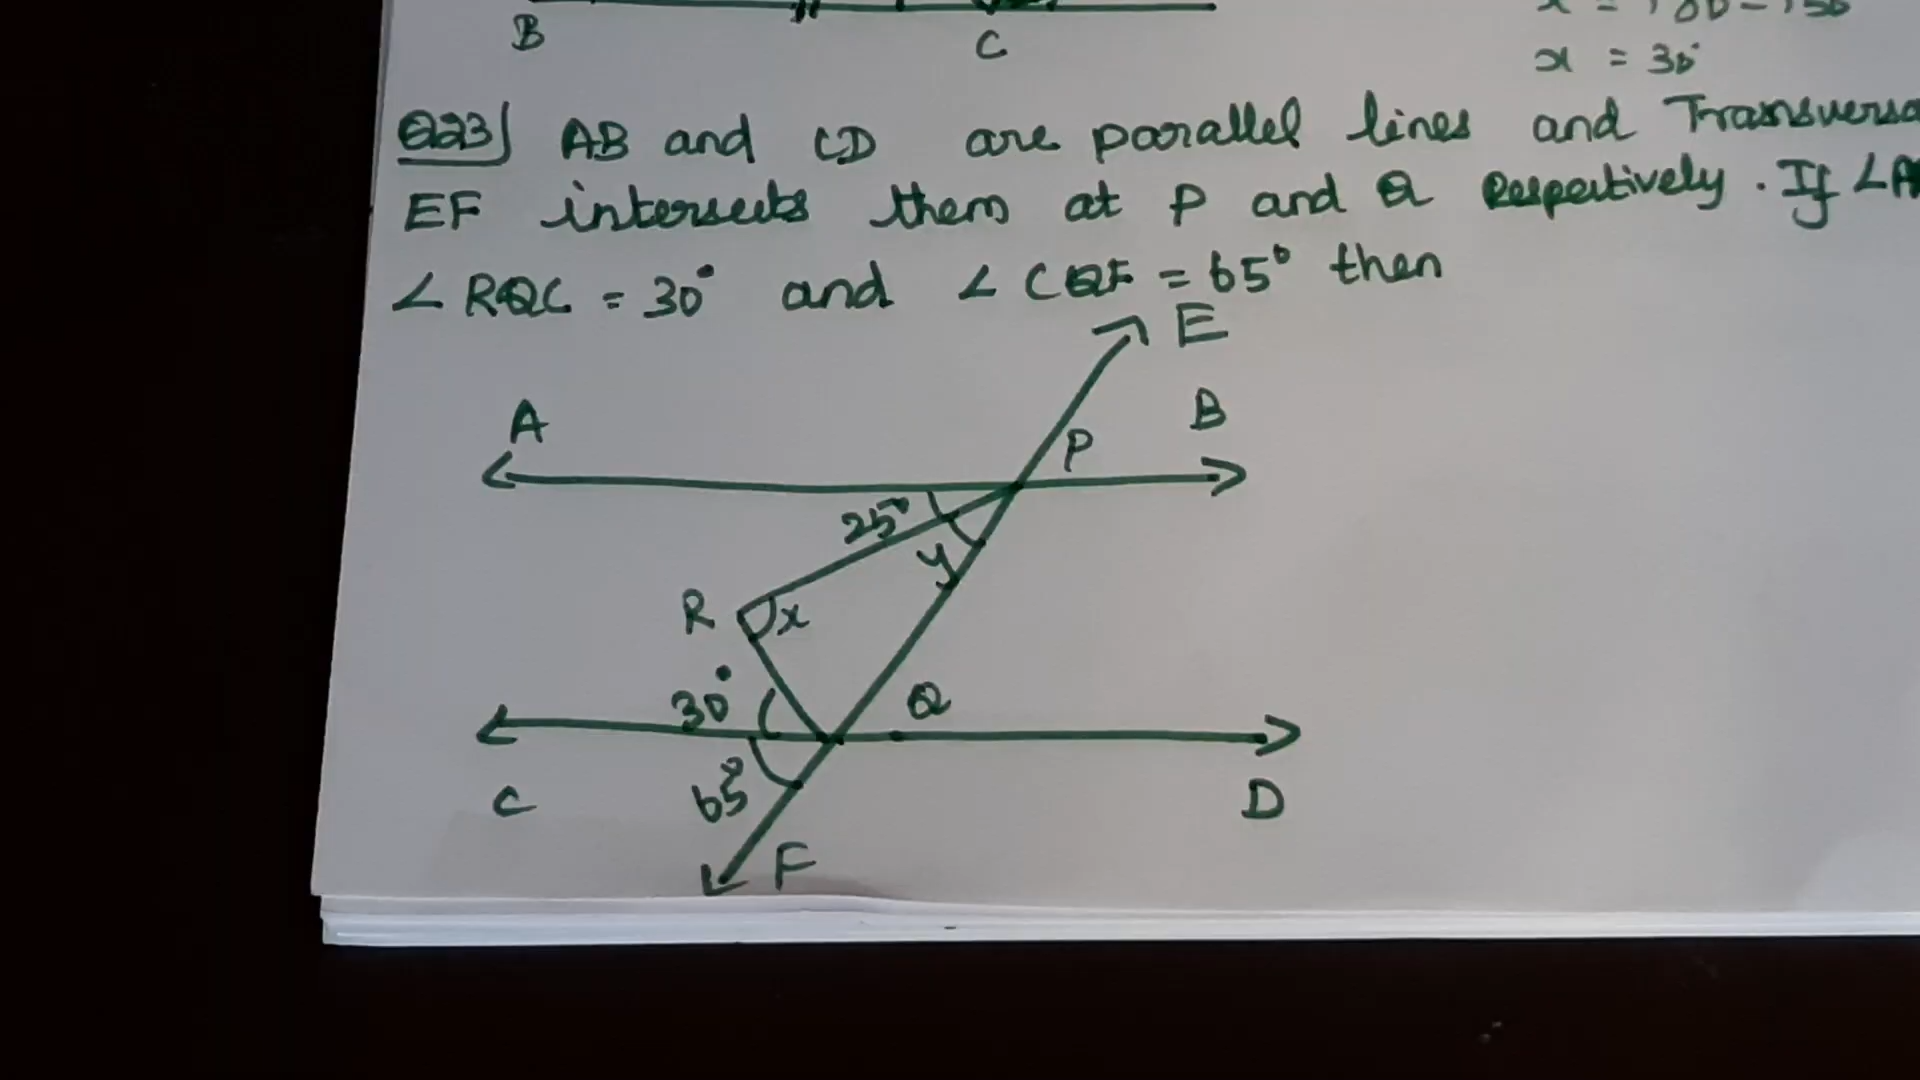 B
C
x = 30°
Q23) AB and CD are parallel lines and Transversa
EF intersects them at P and Q Respectively. If ∠A
∠RQC = 30° and ∠CQF = 65° then
E
A
B
P
25°
y
R
x
30°
Q
65°
C
D
F